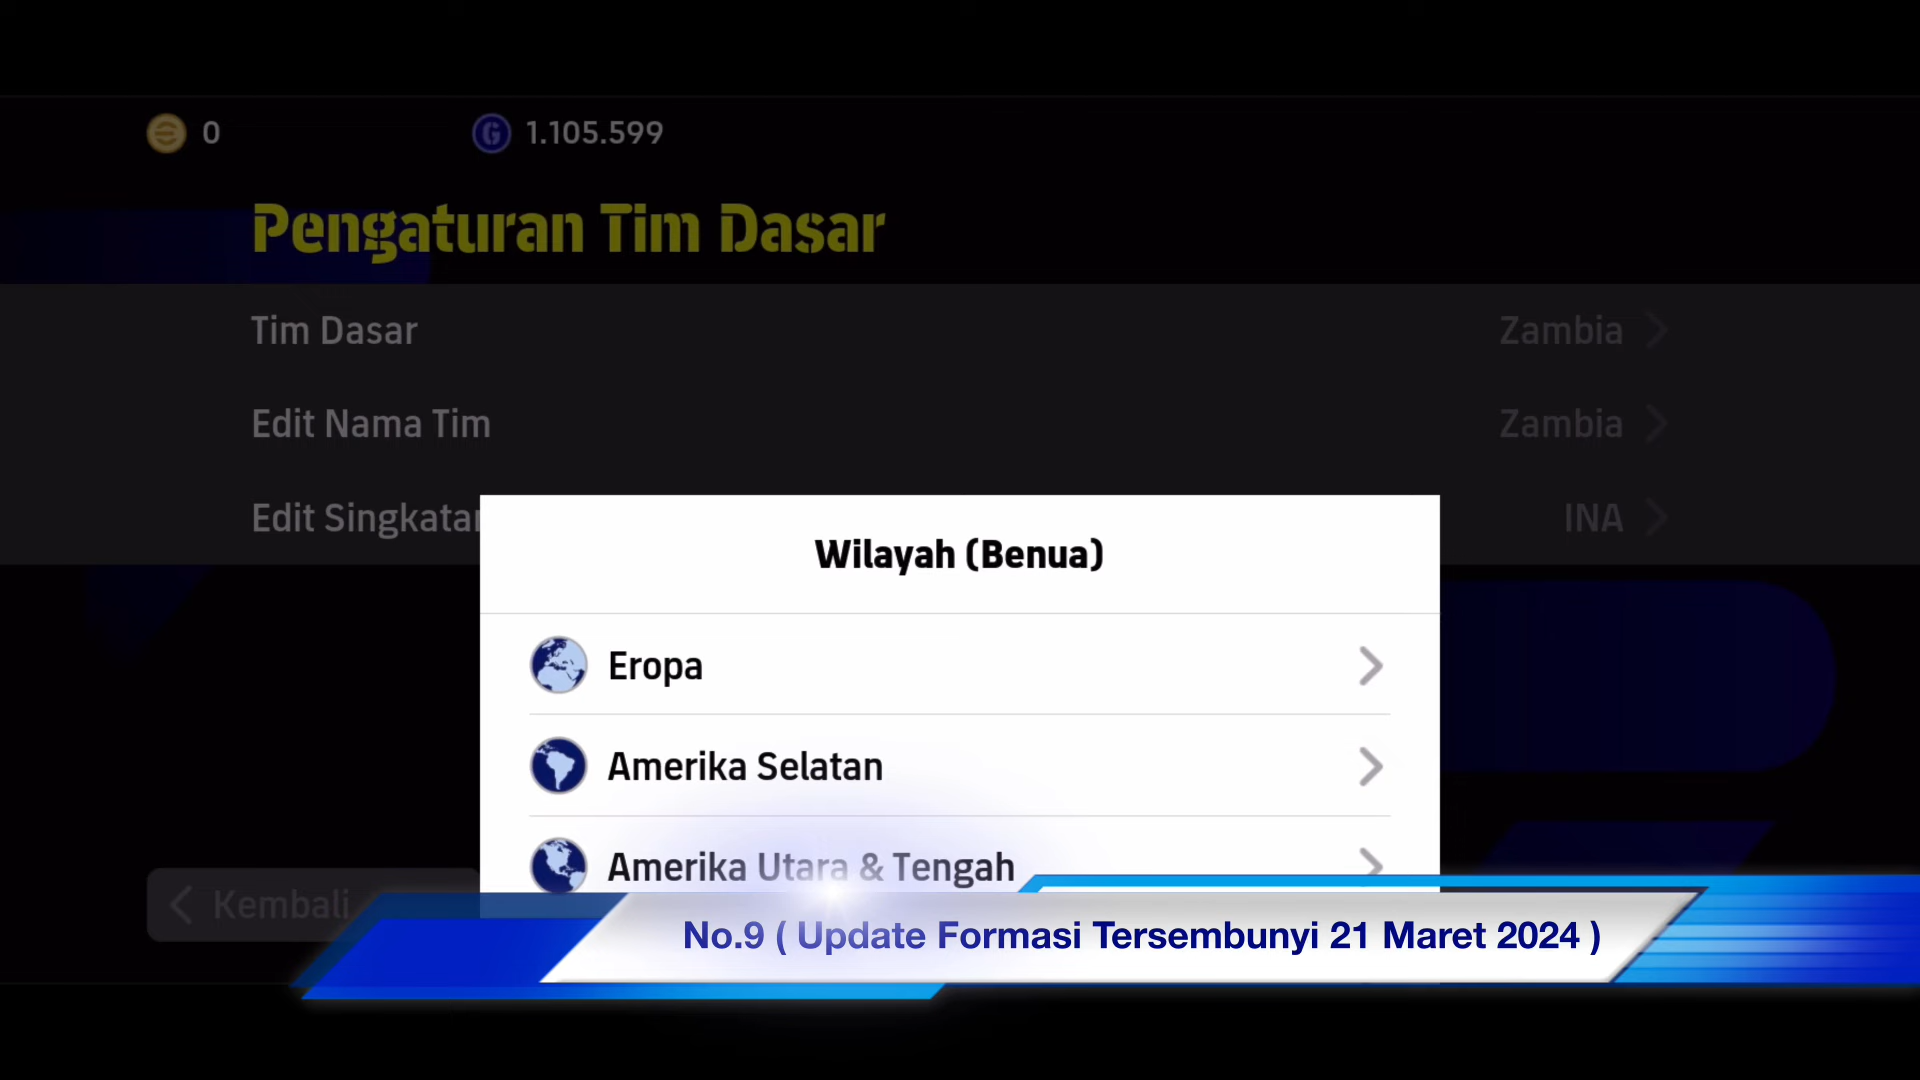 0
1.105.599
Pengaturan Tim Dasar
Tim Dasar
Zambia
Edit Nama Tim
Zambia
Edit Singkatan
INA
Wilayah (Benua)
Eropa
Amerika Selatan
Amerika Utara & Tengah
Kembali
No.9 ( Update Formasi Tersembunyi 21 Maret 2024 )